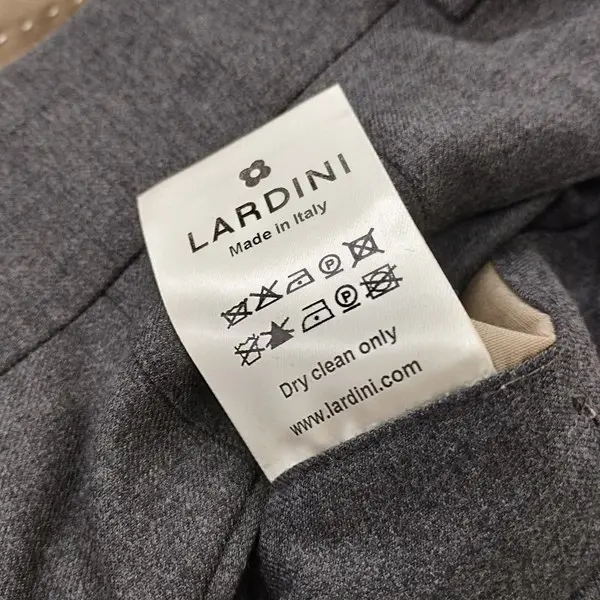 LARDINI
Made in Italy
P
P
Dry clean only
www.lardini.com